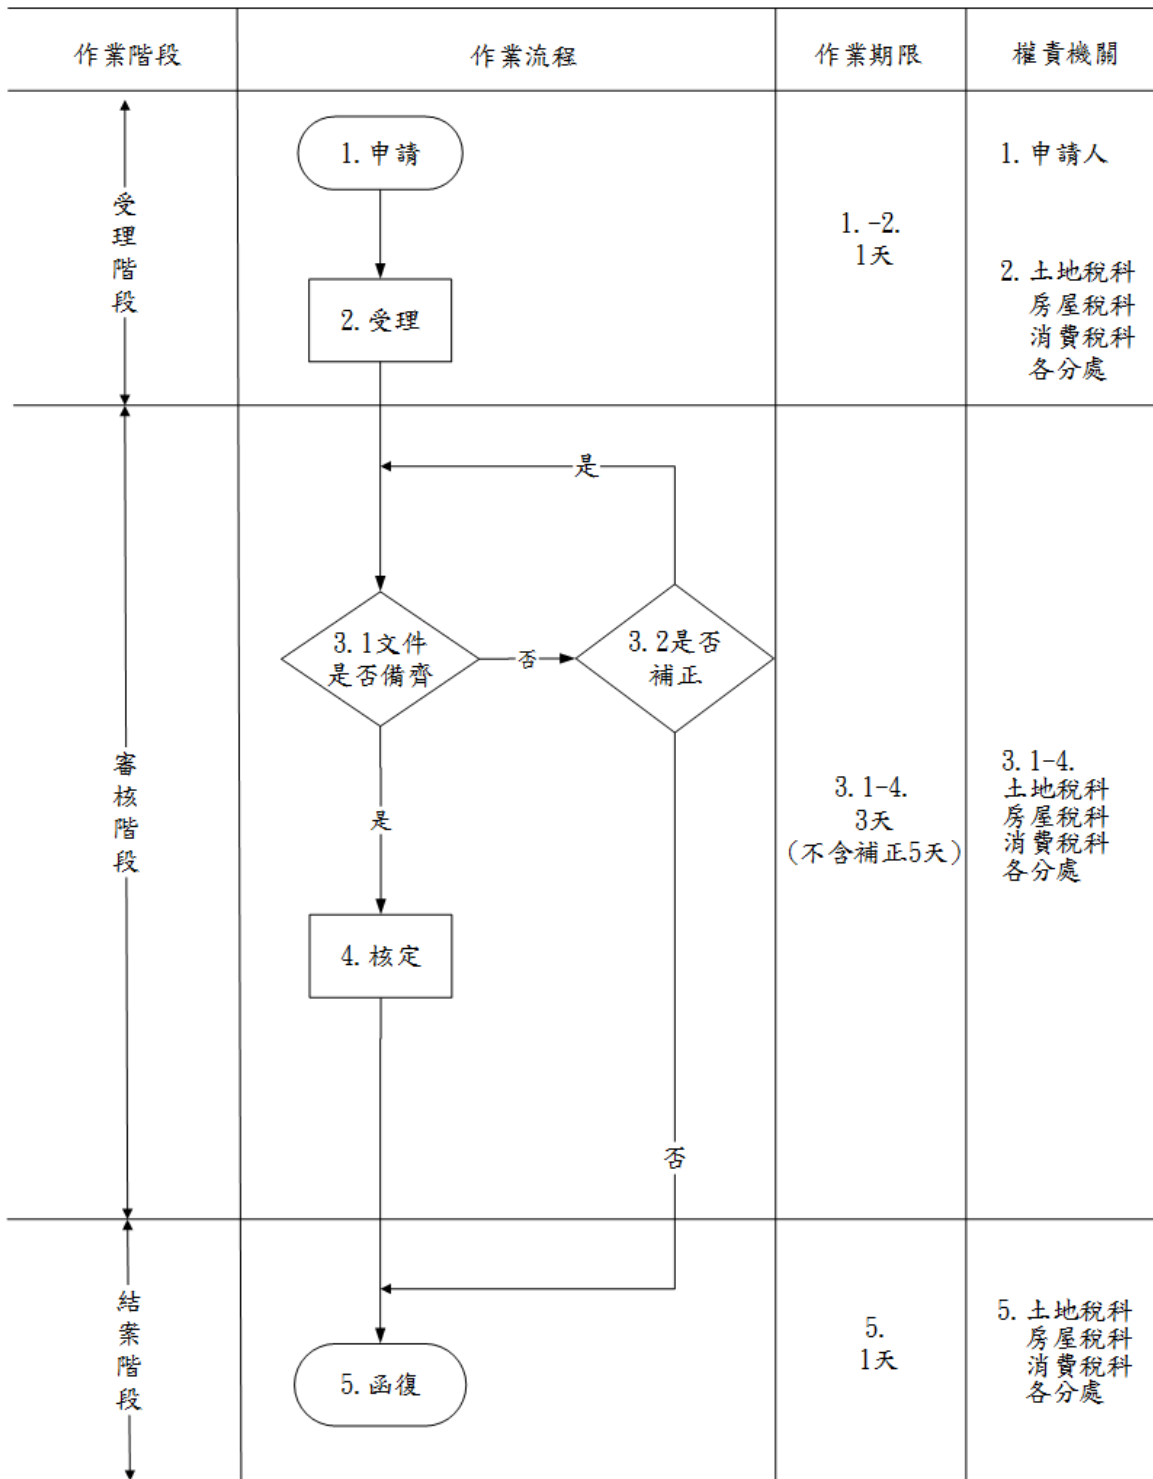 作業階段
作業流程
作業期限
權責機關
受理階段
1.申請
2.受理
1.-2.
1天
1.申請人
2.土地稅科
房屋稅科
消費稅科
各分處
審核階段
是
3.1文件
是否備齊
否
3.2是否
補正
是
4.核定
否
3.1-4.
3天
(不含補正5天)
3.1-4.
土地稅科
房屋稅科
消費稅科
各分處
結案階段
5.函復
5.
1天
5.土地稅科
房屋稅科
消費稅科
各分處